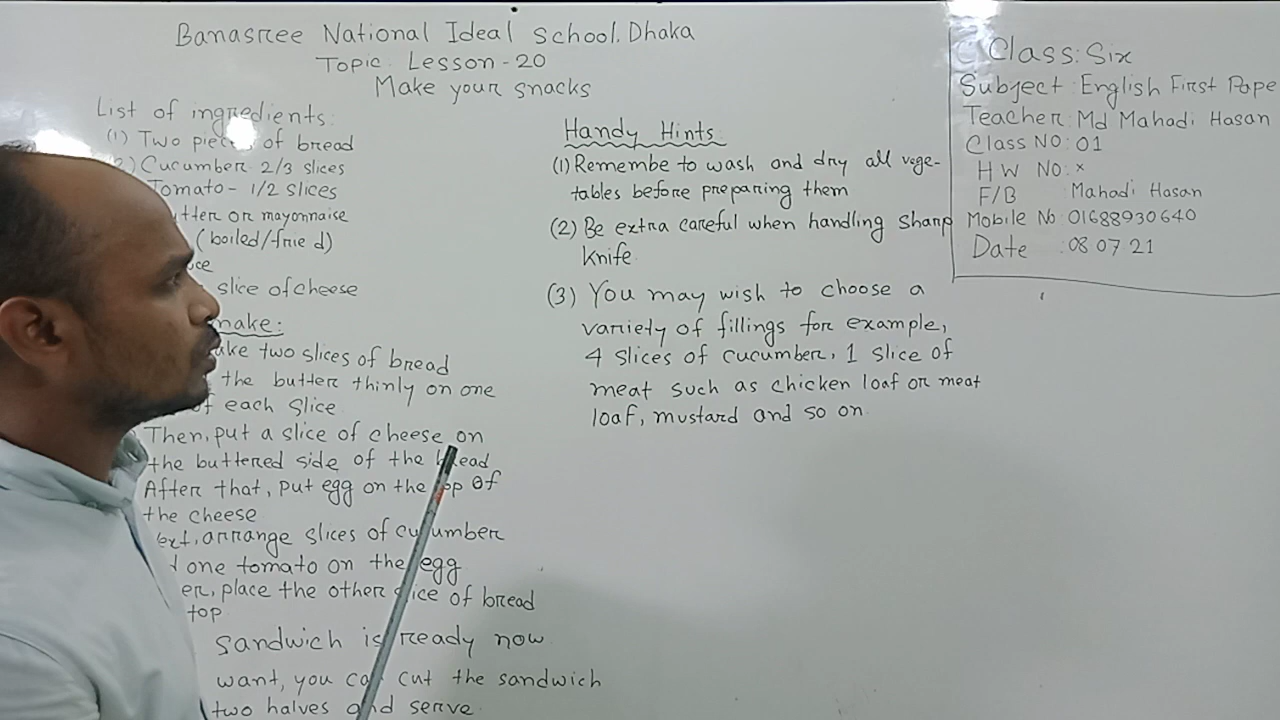 Banasree National Ideal School. Dhaka
Topic Lesson-20
Make your snacks
List of ingredients:
(1) Two of bread
2) Cucumber 2/3 slices
Tomato- 1/2 slices
or mayonnaise
(boiled/frie d)
slice of cheese
make:
two slices of bread
the butter thinly on one
of each slice
Then, put a slice of cheese on
the buttered side of the bread
After that, put egg on the top of
the cheese
arrange slices of cucumber
one tomato on the egg
place the other slice of bread
top
sandwich is ready now
want, you can cut the sandwich
two halves and serve
Handy Hints:
(1) Remembe to wash and dry all vege-
tables before preparing them
(2) Be extra careful when handling sharp
knife
(3) You may wish to choose a
variety of fillings for example,
4 slices of cucumber, 1 slice of
meat such as chicken loaf or meat
loaf, mustard and so on
Class: Six
Subject: English First Pape
Teacher: Md Mahadi Hasan
Class NO: 01
HW NO: ×
F/B Mahadi Hasan
Mobile No 01688930640
Date : 08 07 21